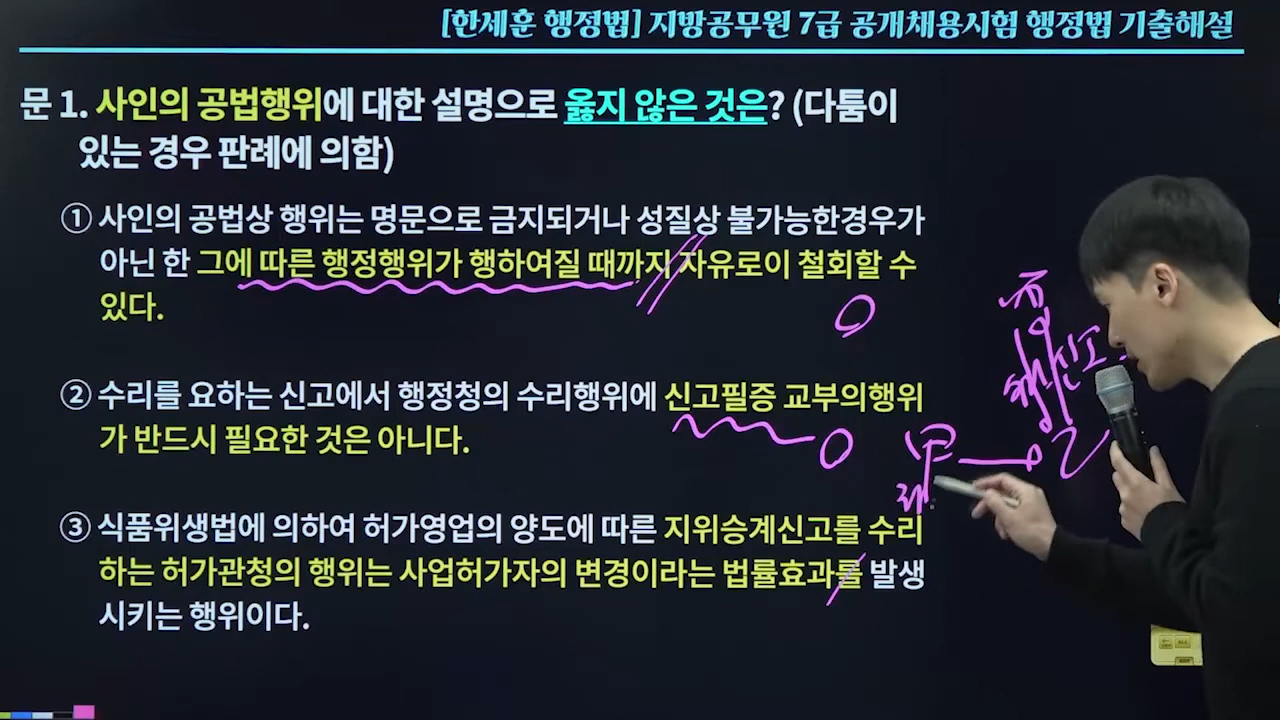 [한세훈 행정법] 지방공무원 7급 공개채용시험 행정법 기출해설
문 1. 사인의 공법행위에 대한 설명으로 옳지 않은 것은? (다툼이
있는 경우 판례에 의함)
① 사인의 공법상 행위는 명문으로 금지되거나 성질상 불가능한경우가
아닌 한 그에 따른 행정행위가 행하여질 때까지 자유로이 철회할 수
있다.
② 수리를 요하는 신고에서 행정청의 수리행위에 신고필증 교부의행위
가 반드시 필요한 것은 아니다.
③ 식품위생법에 의하여 허가영업의 양도에 따른 지위승계신고를 수리
하는 허가관청의 행위는 사업허가자의 변경이라는 법률효과를 발생
시키는 행위이다.
甲
乙
신고